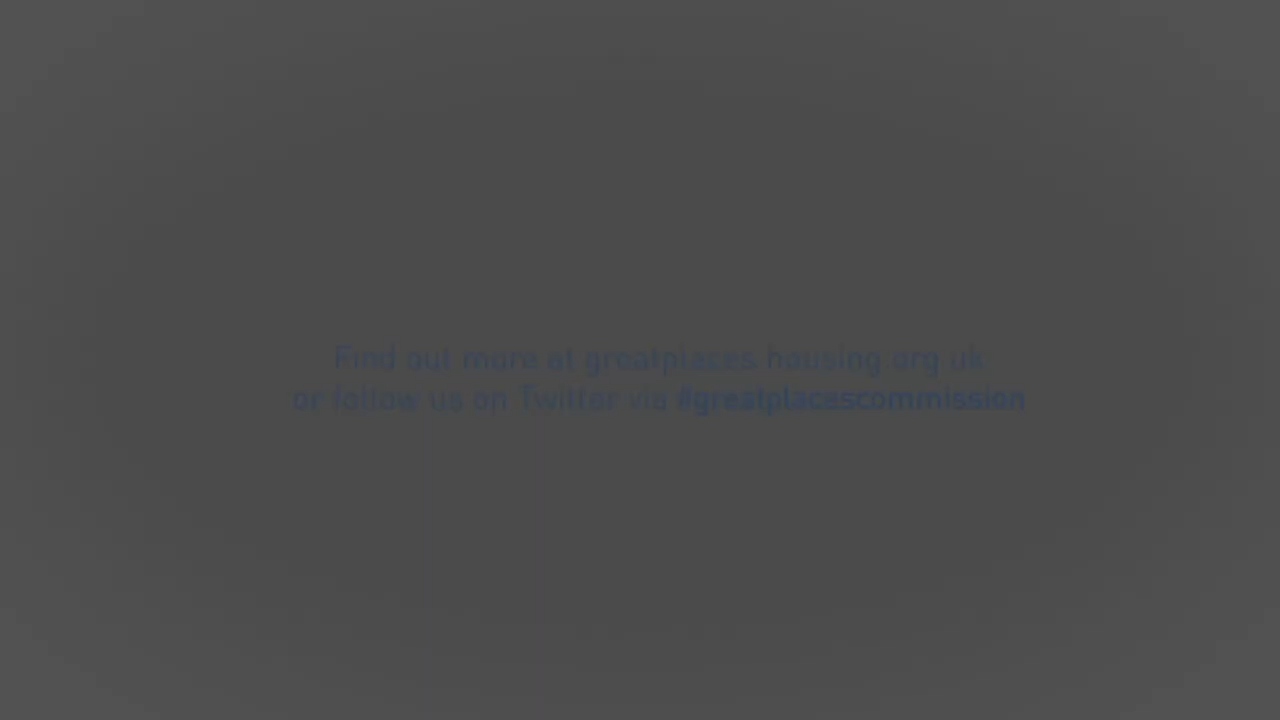 Find out more at greatplaces.housing.org.uk
or follow us on Twitter via #greatplacescommission